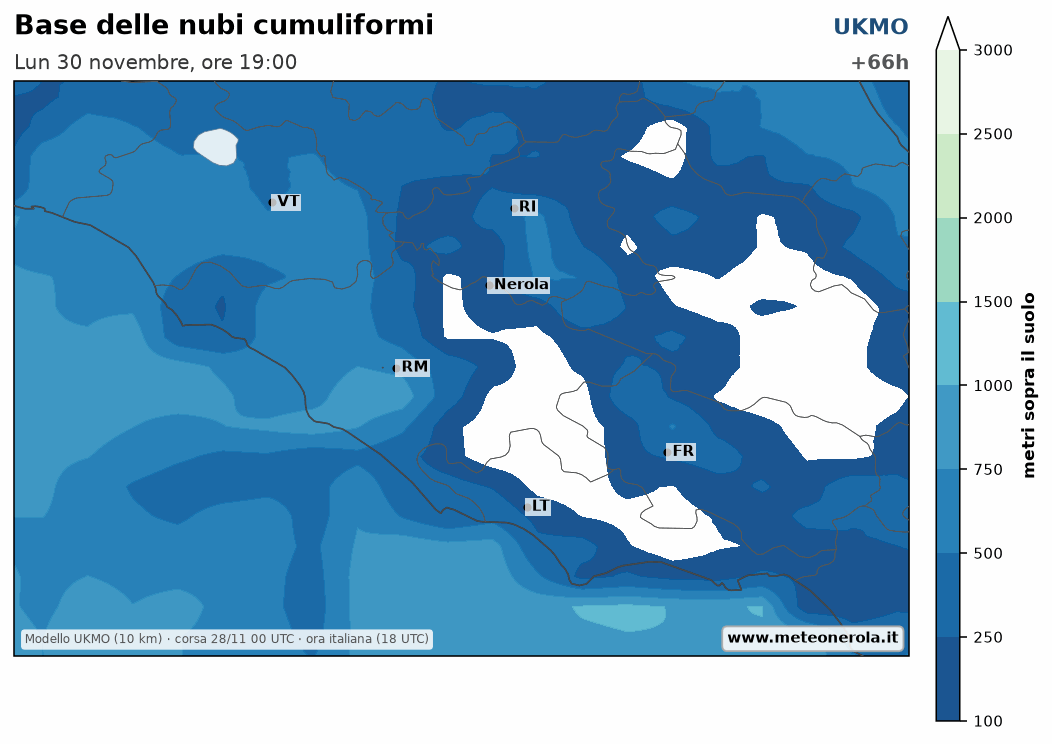 Base delle nubi cumuliformi
UKMO
Lun 30 novembre, ore 19:00
+66h
VT
RI
Nerola
RM
FR
LT
Modello UKMO (10 km) · corsa 28/11 00 UTC · ora italiana (18 UTC)
www.meteonerola.it
3000
2500
2000
1500
1000
750
500
250
100
metri sopra il suolo